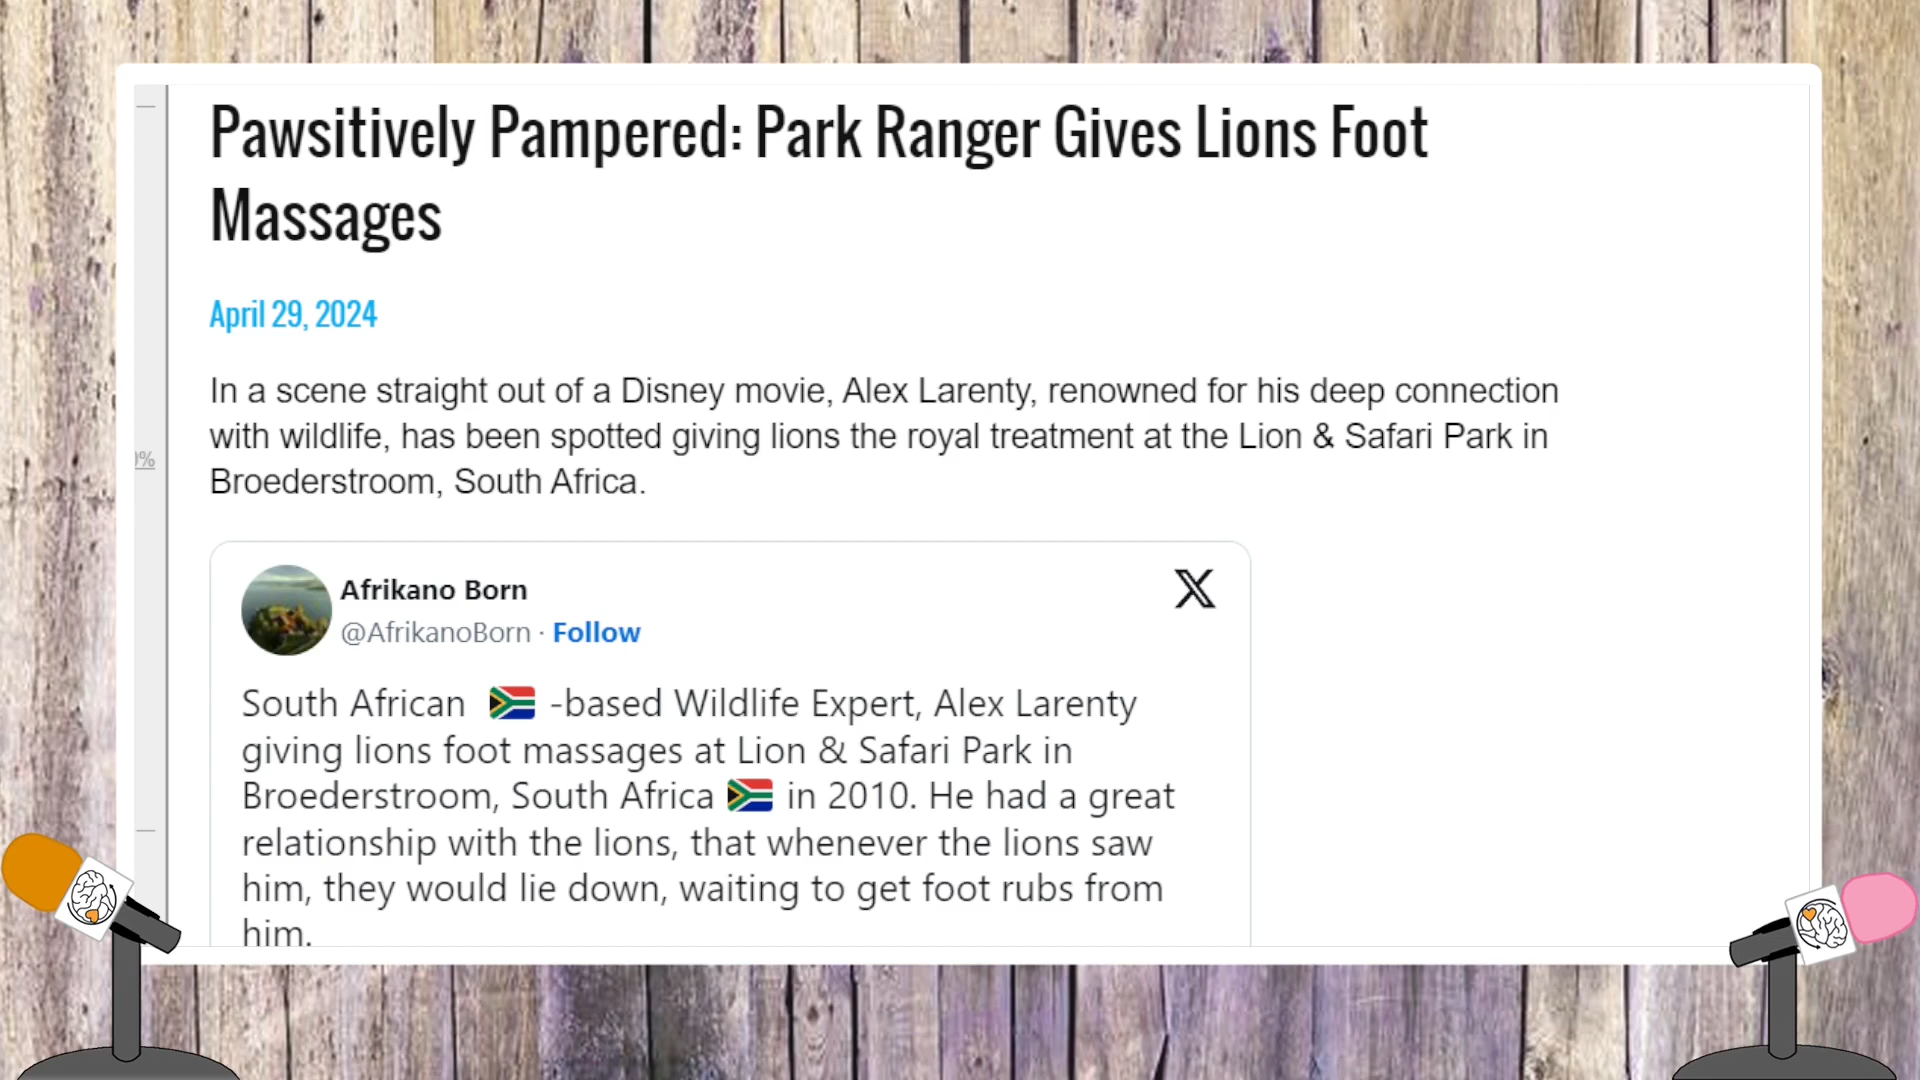 Pawsitively Pampered: Park Ranger Gives Lions Foot
Massages
April 29, 2024
In a scene straight out of a Disney movie, Alex Larenty, renowned for his deep connection
with wildlife, has been spotted giving lions the royal treatment at the Lion & Safari Park in
%
Broederstroom, South Africa.
Afrikano Born
X
@AfrikanoBorn · Follow
South African 🇿🇦 -based Wildlife Expert, Alex Larenty
giving lions foot massages at Lion & Safari Park in
Broederstroom, South Africa 🇿🇦 in 2010. He had a great
relationship with the lions, that whenever the lions saw
him, they would lie down, waiting to get foot rubs from
him.